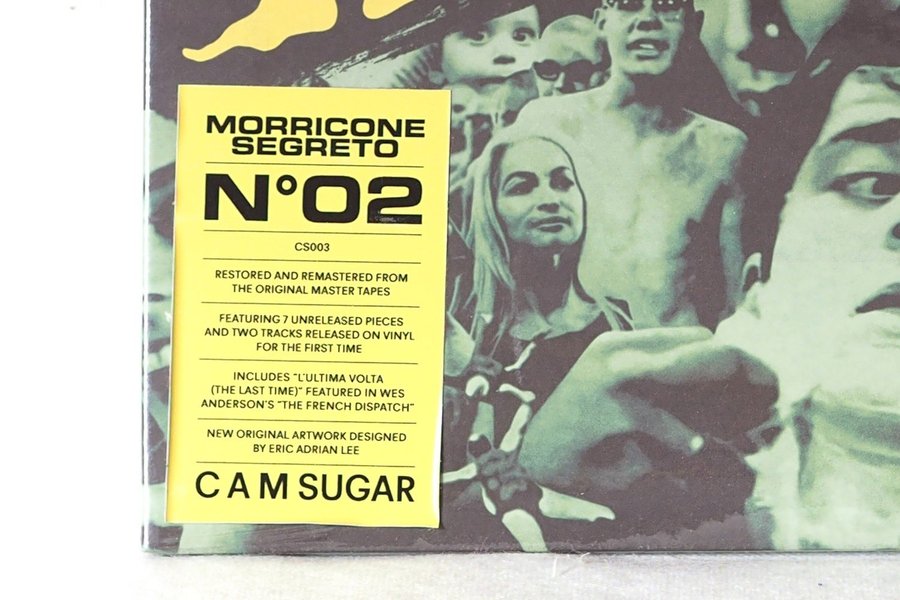 MORRICONE
SEGRETO
N°02
CS003
RESTORED AND REMASTERED FROM
THE ORIGINAL MASTER TAPES
FEATURING 7 UNRELEASED PIECES
AND TWO TRACKS RELEASED ON VINYL
FOR THE FIRST TIME
INCLUDES "L'ULTIMA VOLTA
(THE LAST TIME)" FEATURED IN WES
ANDERSON'S "THE FRENCH DISPATCH"
NEW ORIGINAL ARTWORK DESIGNED
BY ERIC ADRIAN LEE
CAM SUGAR